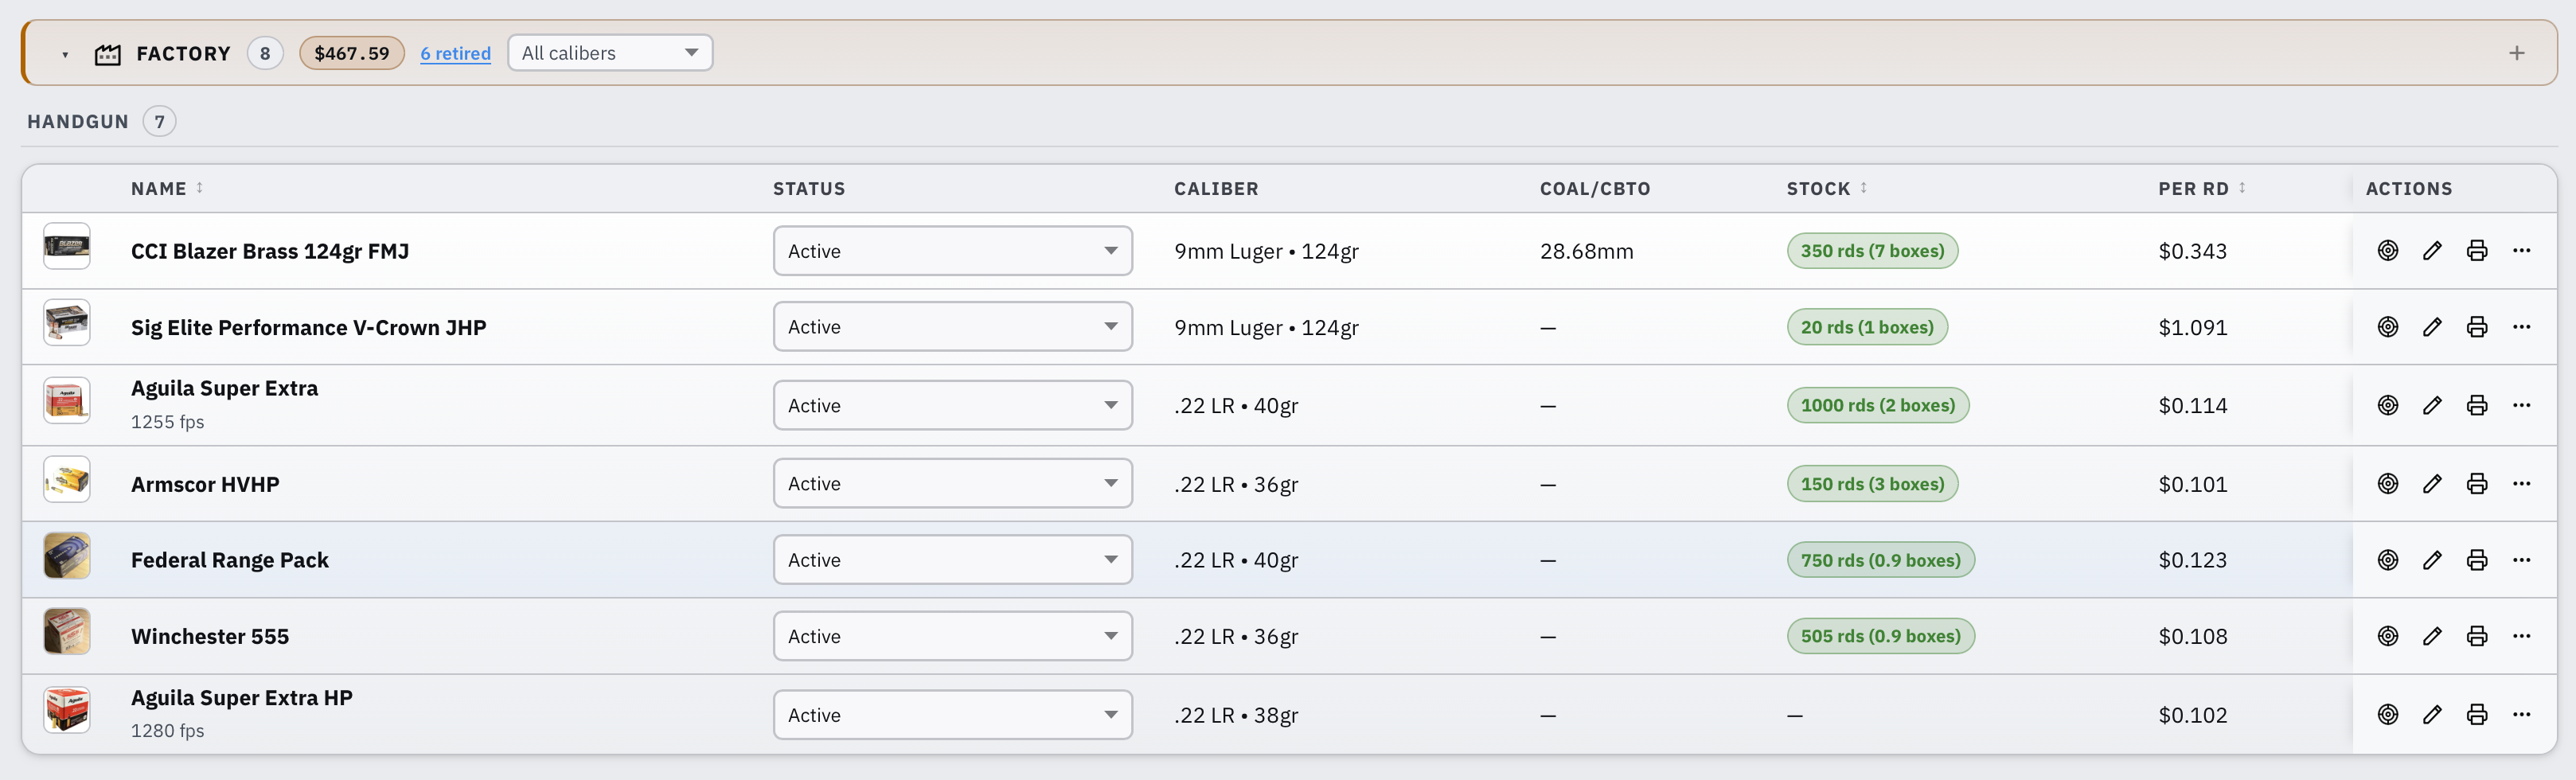 FACTORY 8 $467.59 6 retired All calibers
HANDGUN 7
NAME STATUS CALIBER COAL/CBTO STOCK PER RD ACTIONS
CCI Blazer Brass 124gr FMJ Active 9mm Luger • 124gr 28.68mm 350 rds (7 boxes) $0.343
Sig Elite Performance V-Crown JHP Active 9mm Luger • 124gr — 20 rds (1 boxes) $1.091
Aguila Super Extra
1255 fps
Active .22 LR • 40gr — 1000 rds (2 boxes) $0.114
Armscor HVHP Active .22 LR • 36gr — 150 rds (3 boxes) $0.101
Federal Range Pack Active .22 LR • 40gr — 750 rds (0.9 boxes) $0.123
Winchester 555 Active .22 LR • 36gr — 505 rds (0.9 boxes) $0.108
Aguila Super Extra HP
1280 fps
Active .22 LR • 38gr — — $0.102